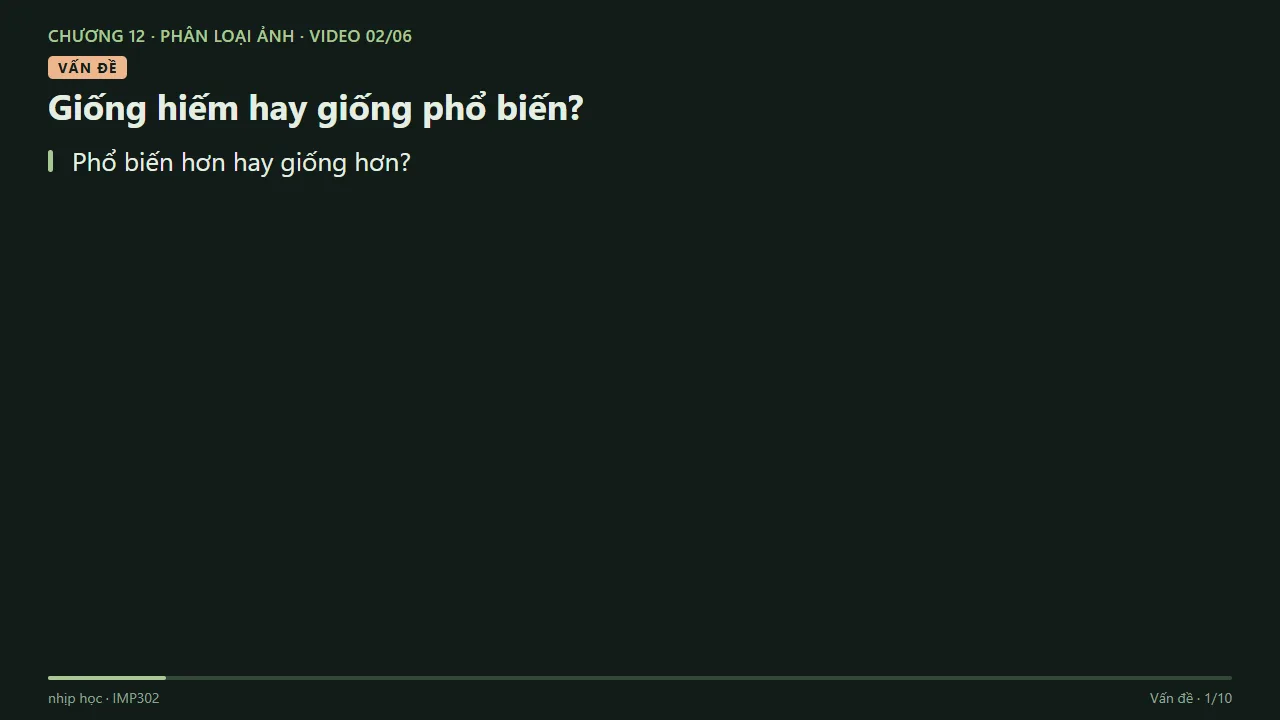 CHƯƠNG 12 · PHÂN LOẠI ẢNH · VIDEO 02/06
VẤN ĐỀ
Giống hiếm hay giống phổ biến?
Phổ biến hơn hay giống hơn?
nhịp học · IMP302
Vấn đề · 1/10